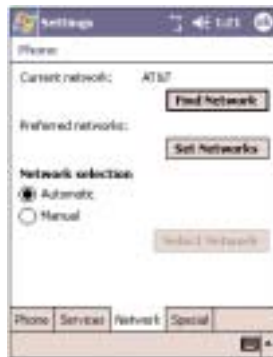 Settings 1:21 ok
Phone
Current network: AT&T
Find Network
Preferred networks:
Set Networks
Network selection
Automatic
Manual
Select Network
Phone Services Network Special